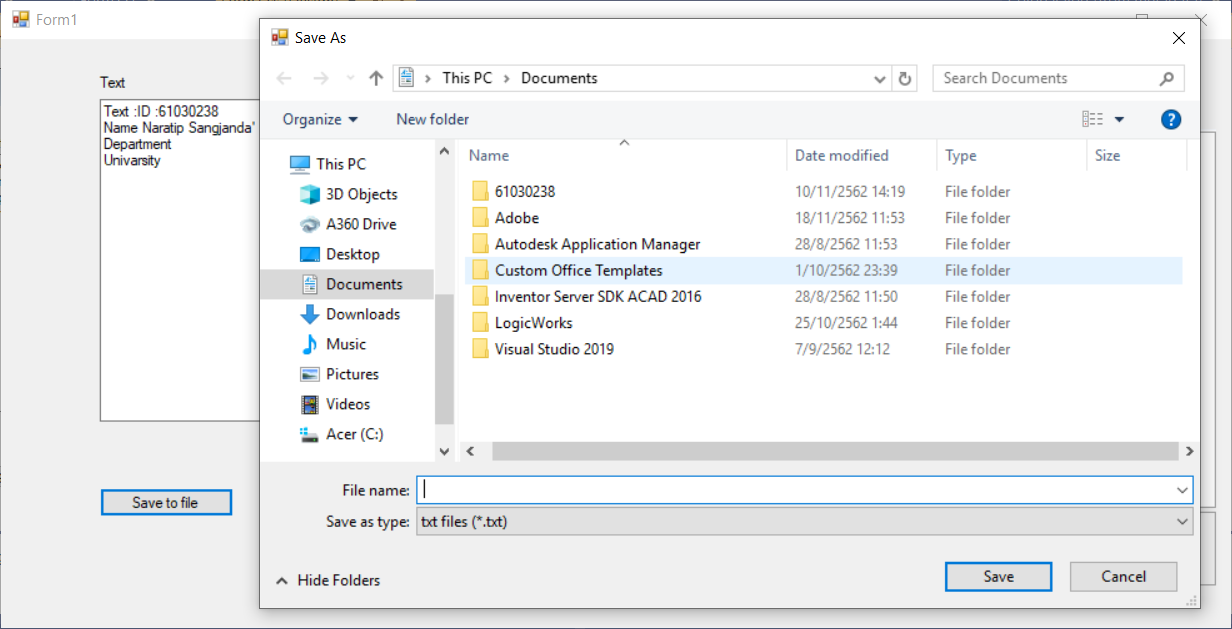 Form1
Text
Text :ID :61030238
Name Naratip Sangjanda'
Department
Univarsity
Save to file
Save As
This PC > Documents
Search Documents
Organize
New folder
?
This PC
3D Objects
A360 Drive
Desktop
Documents
Downloads
Music
Pictures
Videos
Acer (C:)
Name Date modified Type Size
61030238 10/11/2562 14:19 File folder
Adobe 18/11/2562 11:53 File folder
Autodesk Application Manager 28/8/2562 11:53 File folder
Custom Office Templates 1/10/2562 23:39 File folder
Inventor Server SDK ACAD 2016 28/8/2562 11:50 File folder
LogicWorks 25/10/2562 1:44 File folder
Visual Studio 2019 7/9/2562 12:12 File folder
File name:
Save as type: txt files (*.txt)
Hide Folders
Save
Cancel